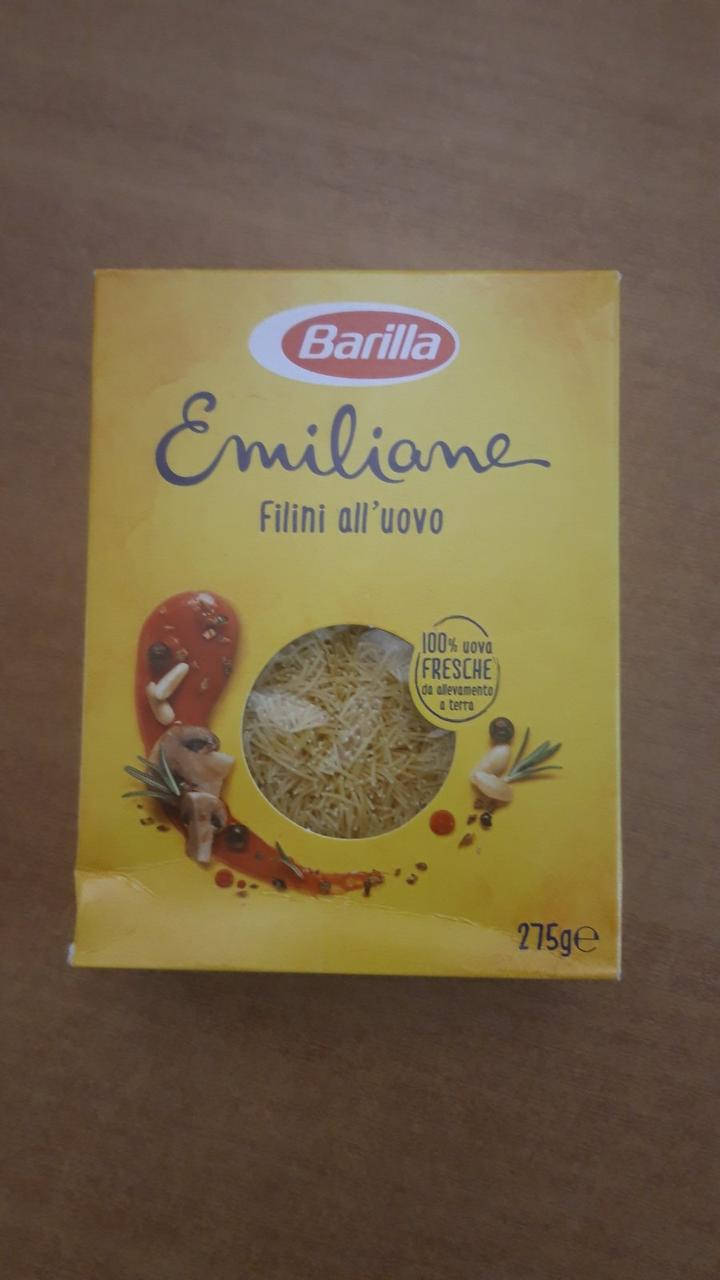 Barilla
Emiliane
Filini all'uovo
100% uova
FRESCHE
da allevamento
a terra
275g℮